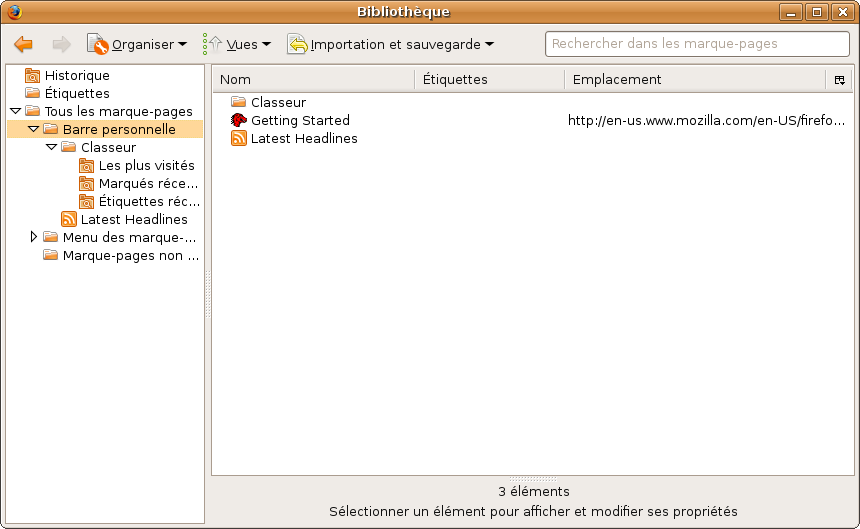 Bibliothèque
Organiser Vues Importation et sauvegarde Rechercher dans les marque-pages
Historique
Étiquettes
Tous les marque-pages
Barre personnelle
Classeur
Les plus visités
Marqués réce...
Étiquettes réc...
Latest Headlines
Menu des marque-...
Marque-pages non ...
Nom Étiquettes Emplacement
Classeur
Getting Started http://en-us.www.mozilla.com/en-US/firefo...
Latest Headlines
3 éléments
Sélectionner un élément pour afficher et modifier ses propriétés